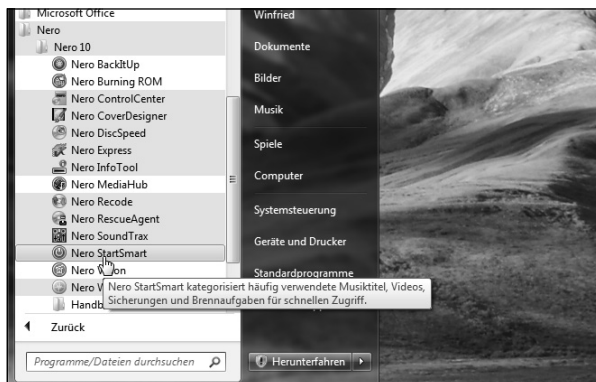 Microsoft Office
Nero
Nero 10
Nero BackItUp
Nero Burning ROM
Nero ControlCenter
Nero CoverDesigner
Nero DiscSpeed
Nero Express
Nero InfoTool
Nero MediaHub
Nero Recode
Nero RescueAgent
Nero SoundTrax
Nero StartSmart
Nero
Nero
Nero StartSmart kategorisiert häufig verwendete Musiktitel, Videos,
Sicherungen und Brennaufgaben für schnellen Zugriff.
Zurück
Programme/Dateien durchsuchen
Winfried
Dokumente
Bilder
Musik
Spiele
Computer
Systemsteuerung
Geräte und Drucker
Standardprogramme
Herunterfahren